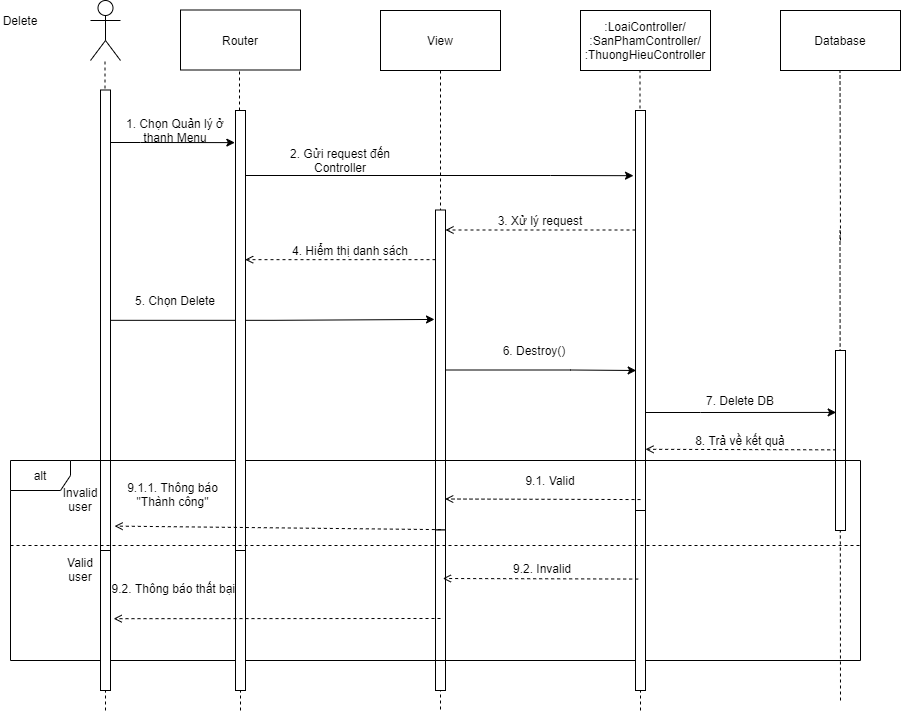 Delete
Router
View
:LoaiController/
:SanPhamController/
:ThuongHieuController
Database
1. Chọn Quản lý ở
thanh Menu
2. Gửi request đến
Controller
3. Xử lý request
4. Hiểm thị danh sách
5. Chọn Delete
6. Destroy()
7. Delete DB
8. Trả về kết quả
alt
Invalid
user
9.1.1. Thông báo
"Thành công"
9.1. Valid
Valid
user
9.2. Invalid
9.2. Thông báo thất bại